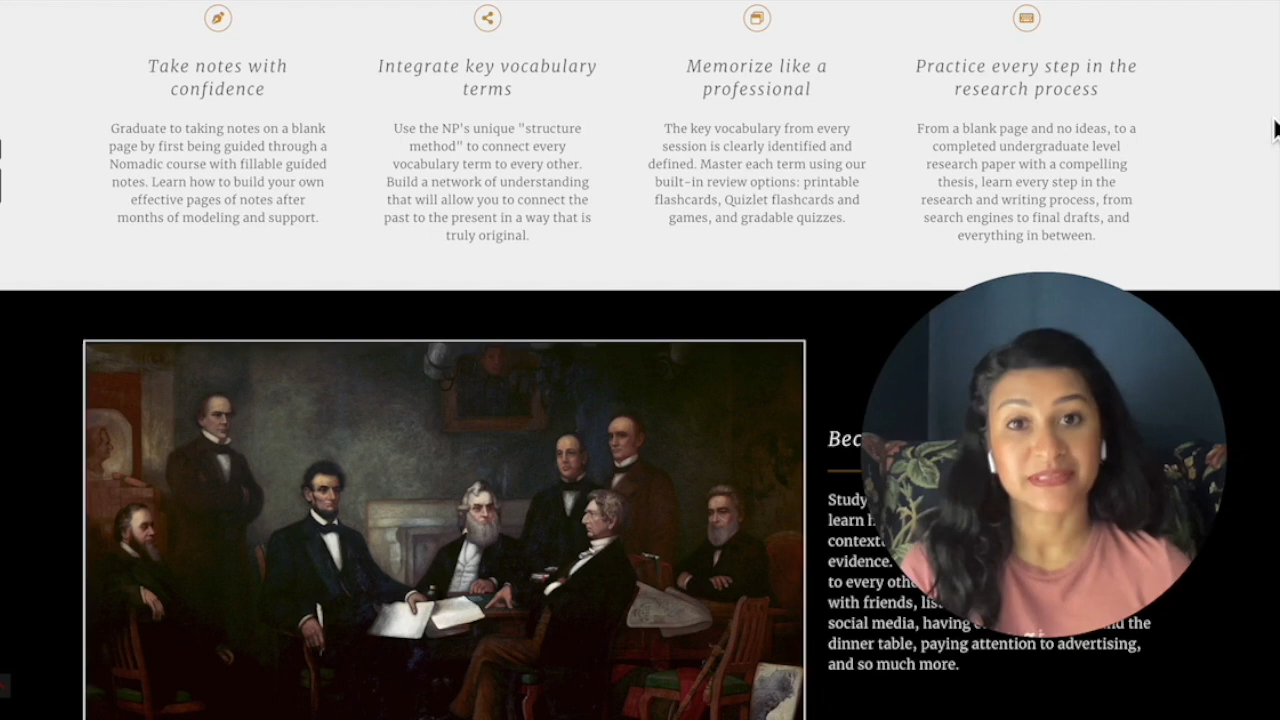 Take notes with
confidence
Graduate to taking notes on a blank
page by first being guided through a
Nomadic course with fillable guided
notes. Learn how to build your own
effective pages of notes after
months of modeling and support.
Integrate key vocabulary
terms
Use the NP's unique "structure
method" to connect every
vocabulary term to every other.
Build a network of understanding
that will allow you to connect the
past to the present in a way that is
truly original.
Memorize like a
professional
The key vocabulary from every
session is clearly identified and
defined. Master each term using our
built-in review options: printable
flashcards, Quizlet flashcards and
games, and gradable quizzes.
Practice every step in the
research process
From a blank page and no ideas, to a
completed undergraduate level
research paper with a compelling
thesis, learn every step in the
research and writing process, from
search engines to final drafts, and
everything in between.
Study
learn
evidence.
to every
with friends,
social media, having the
dinner table, paying attention to advertising,
and so much more.